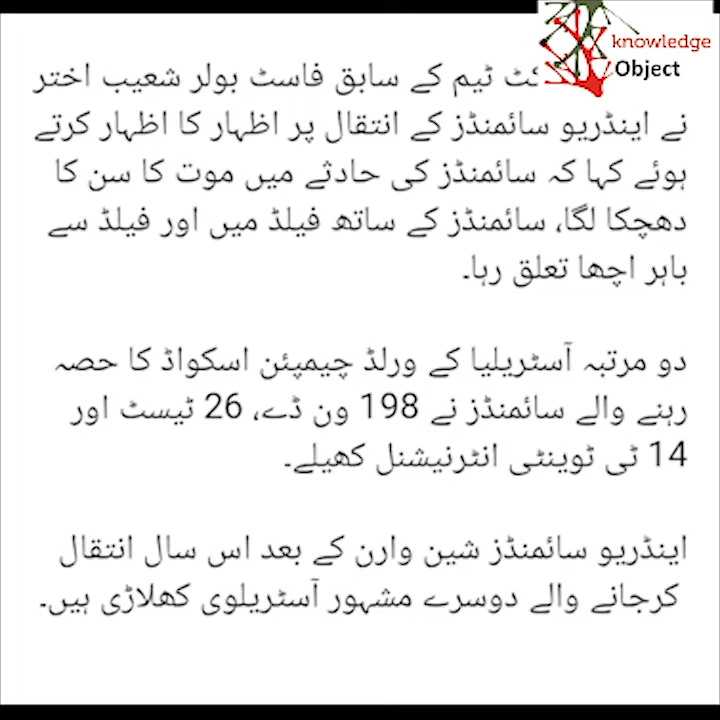 knowledge
Object
ٹیم کے سابق فاسٹ بولر شعیب اختر
نے اینڈریو سائمنڈز کے انتقال پر اظہار کا اظہار کرتے
ہوئے کہا کہ سائمنڈز کی حادثے میں موت کا سن کا
دھچکا لگا، سائمنڈز کے ساتھ فیلڈ میں اور فیلڈ سے
باہر اچھا تعلق رہا۔
دو مرتبہ آسٹریلیا کے ورلڈ چیمپئن اسکواڈ کا حصہ
رہنے والے سائمنڈز نے 198 ون ڈے، 26 ٹیسٹ اور
14 ٹی ٹوینٹی انٹرنیشنل کھیلے۔
اینڈریو سائمنڈز شین وارن کے بعد اس سال انتقال
کرجانے والے دوسرے مشہور آسٹریلوی کھلاڑی ہیں۔